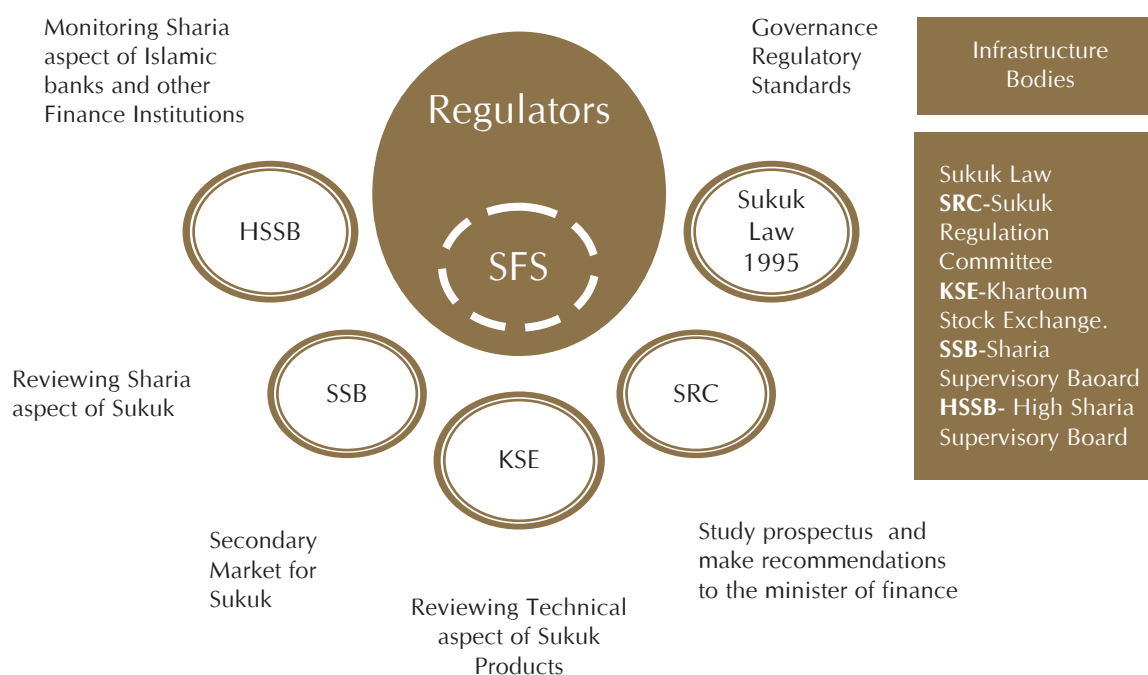 Monitoring Sharia
aspect of Islamic
banks and other
Finance Institutions
Governance
Regulatory
Standards
Infrastructure
Bodies
Regulators
SFS
HSSB
Sukuk
Law
1995
Sukuk Law
SRC-Sukuk
Regulation
Committee
KSE-Khartoum
Stock Exchange.
SSB-Sharia
Supervisory Baoard
HSSB- High Sharia
Supervisory Board
Reviewing Sharia
aspect of Sukuk
SSB
KSE
SRC
Secondary
Market for
Sukuk
Reviewing Technical
aspect of Sukuk
Products
Study prospectus and
make recommendations
to the minister of finance